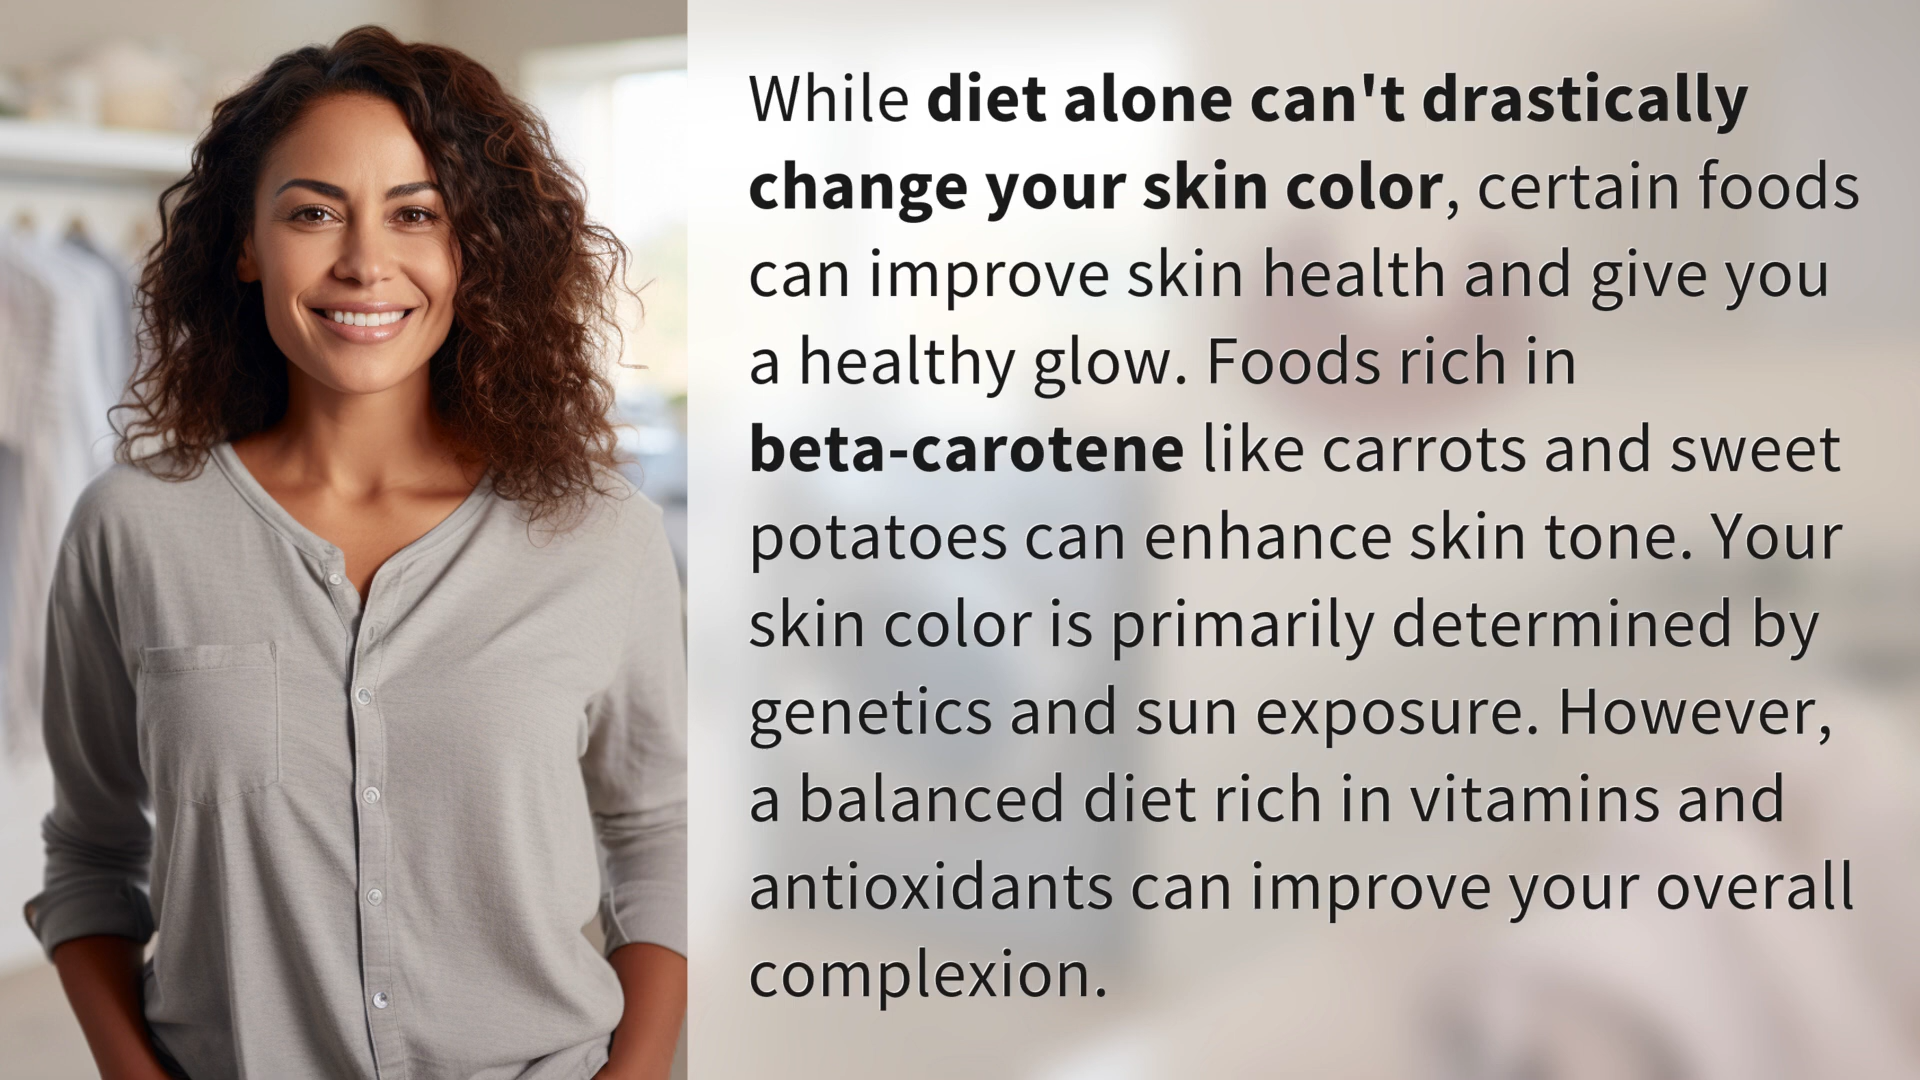 While diet alone can't drastically
change your skin color, certain foods
can improve skin health and give you
a healthy glow. Foods rich in
beta-carotene like carrots and sweet
potatoes can enhance skin tone. Your
skin color is primarily determined by
genetics and sun exposure. However,
a balanced diet rich in vitamins and
antioxidants can improve your overall
complexion.